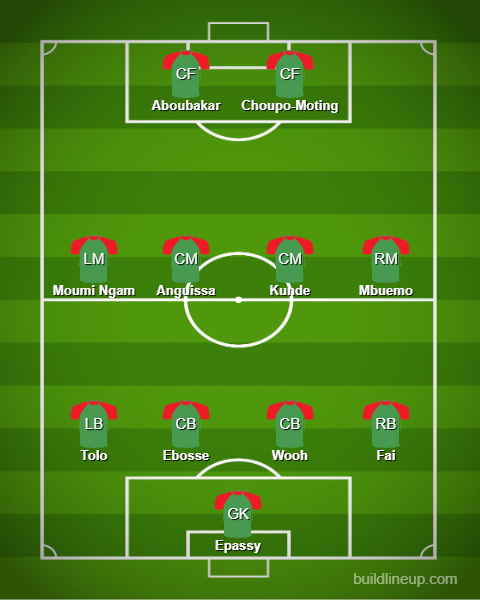 CF CF
Aboubakar Choupo-Moting
LM CM CM RM
Moumi Ngam Anguissa Kunde Mbuemo
LB CB CB RB
Tolo Ebosse Wooh Fai
GK
Epassy
buildlineup.com